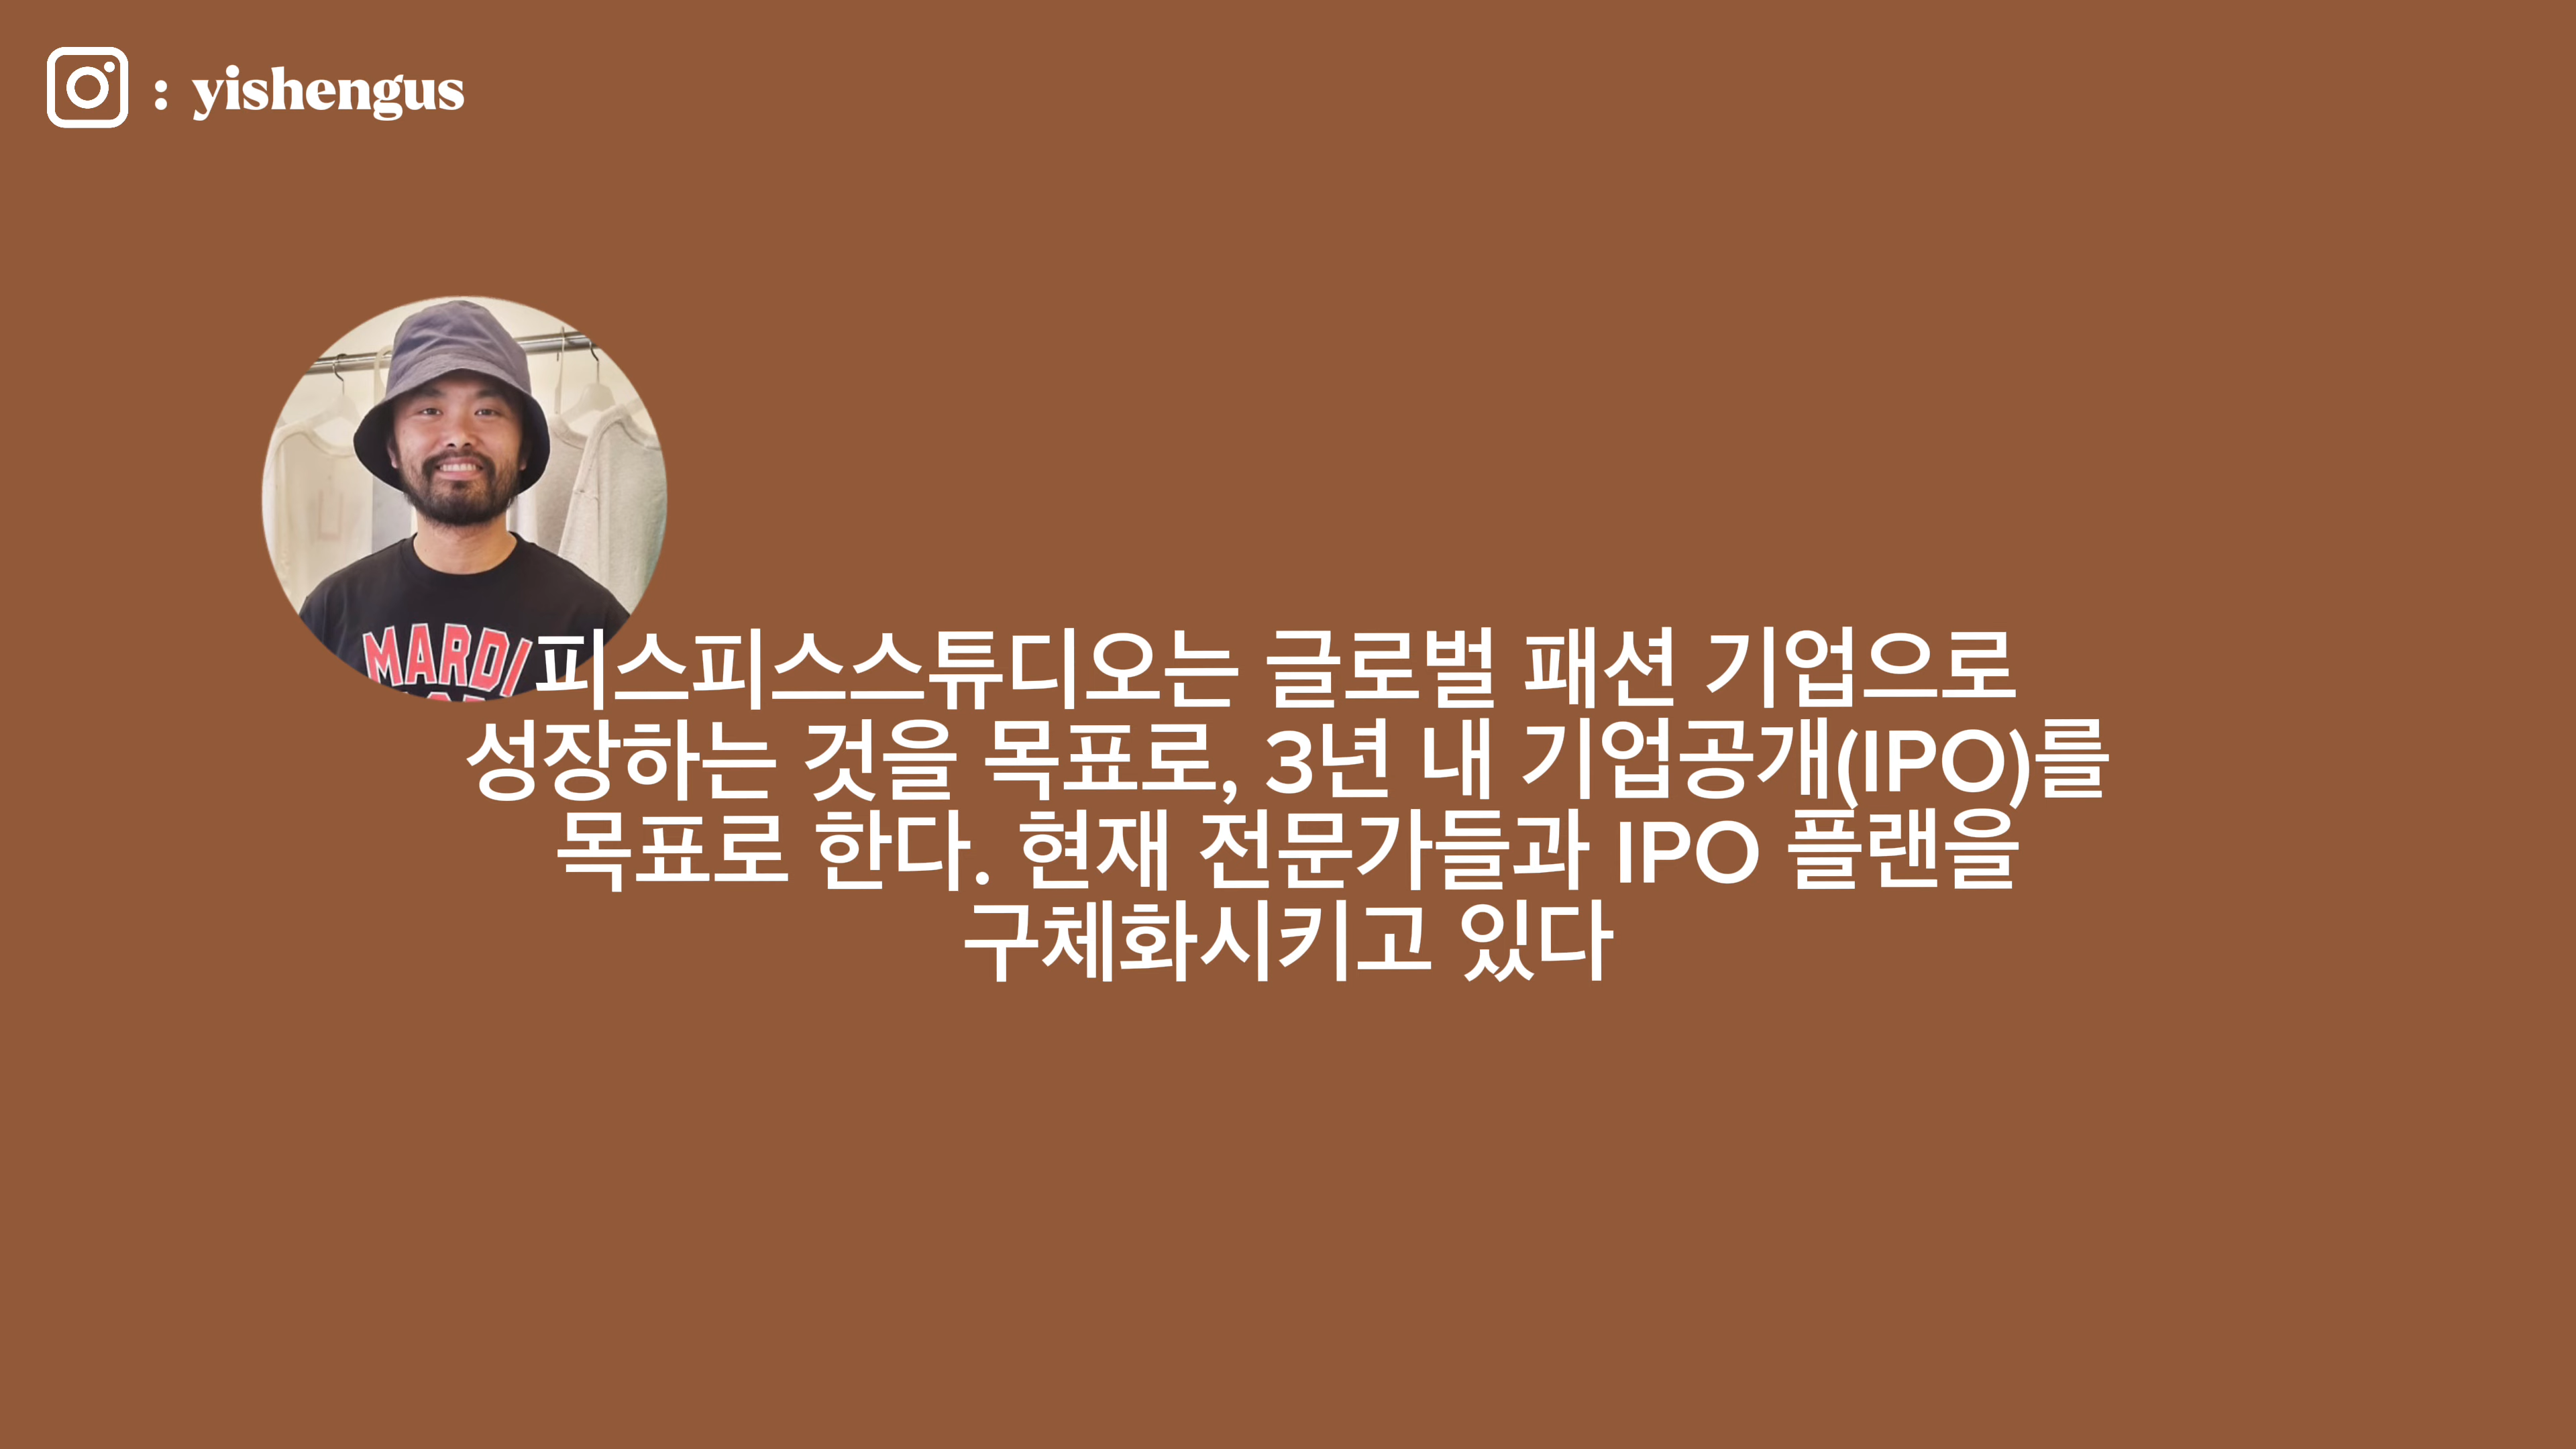 : yishengus
MARDI
피스피스스튜디오는 글로벌 패션 기업으로
성장하는 것을 목표로, 3년 내 기업공개(IPO)를
목표로 한다. 현재 전문가들과 IPO 플랜을
구체화시키고 있다